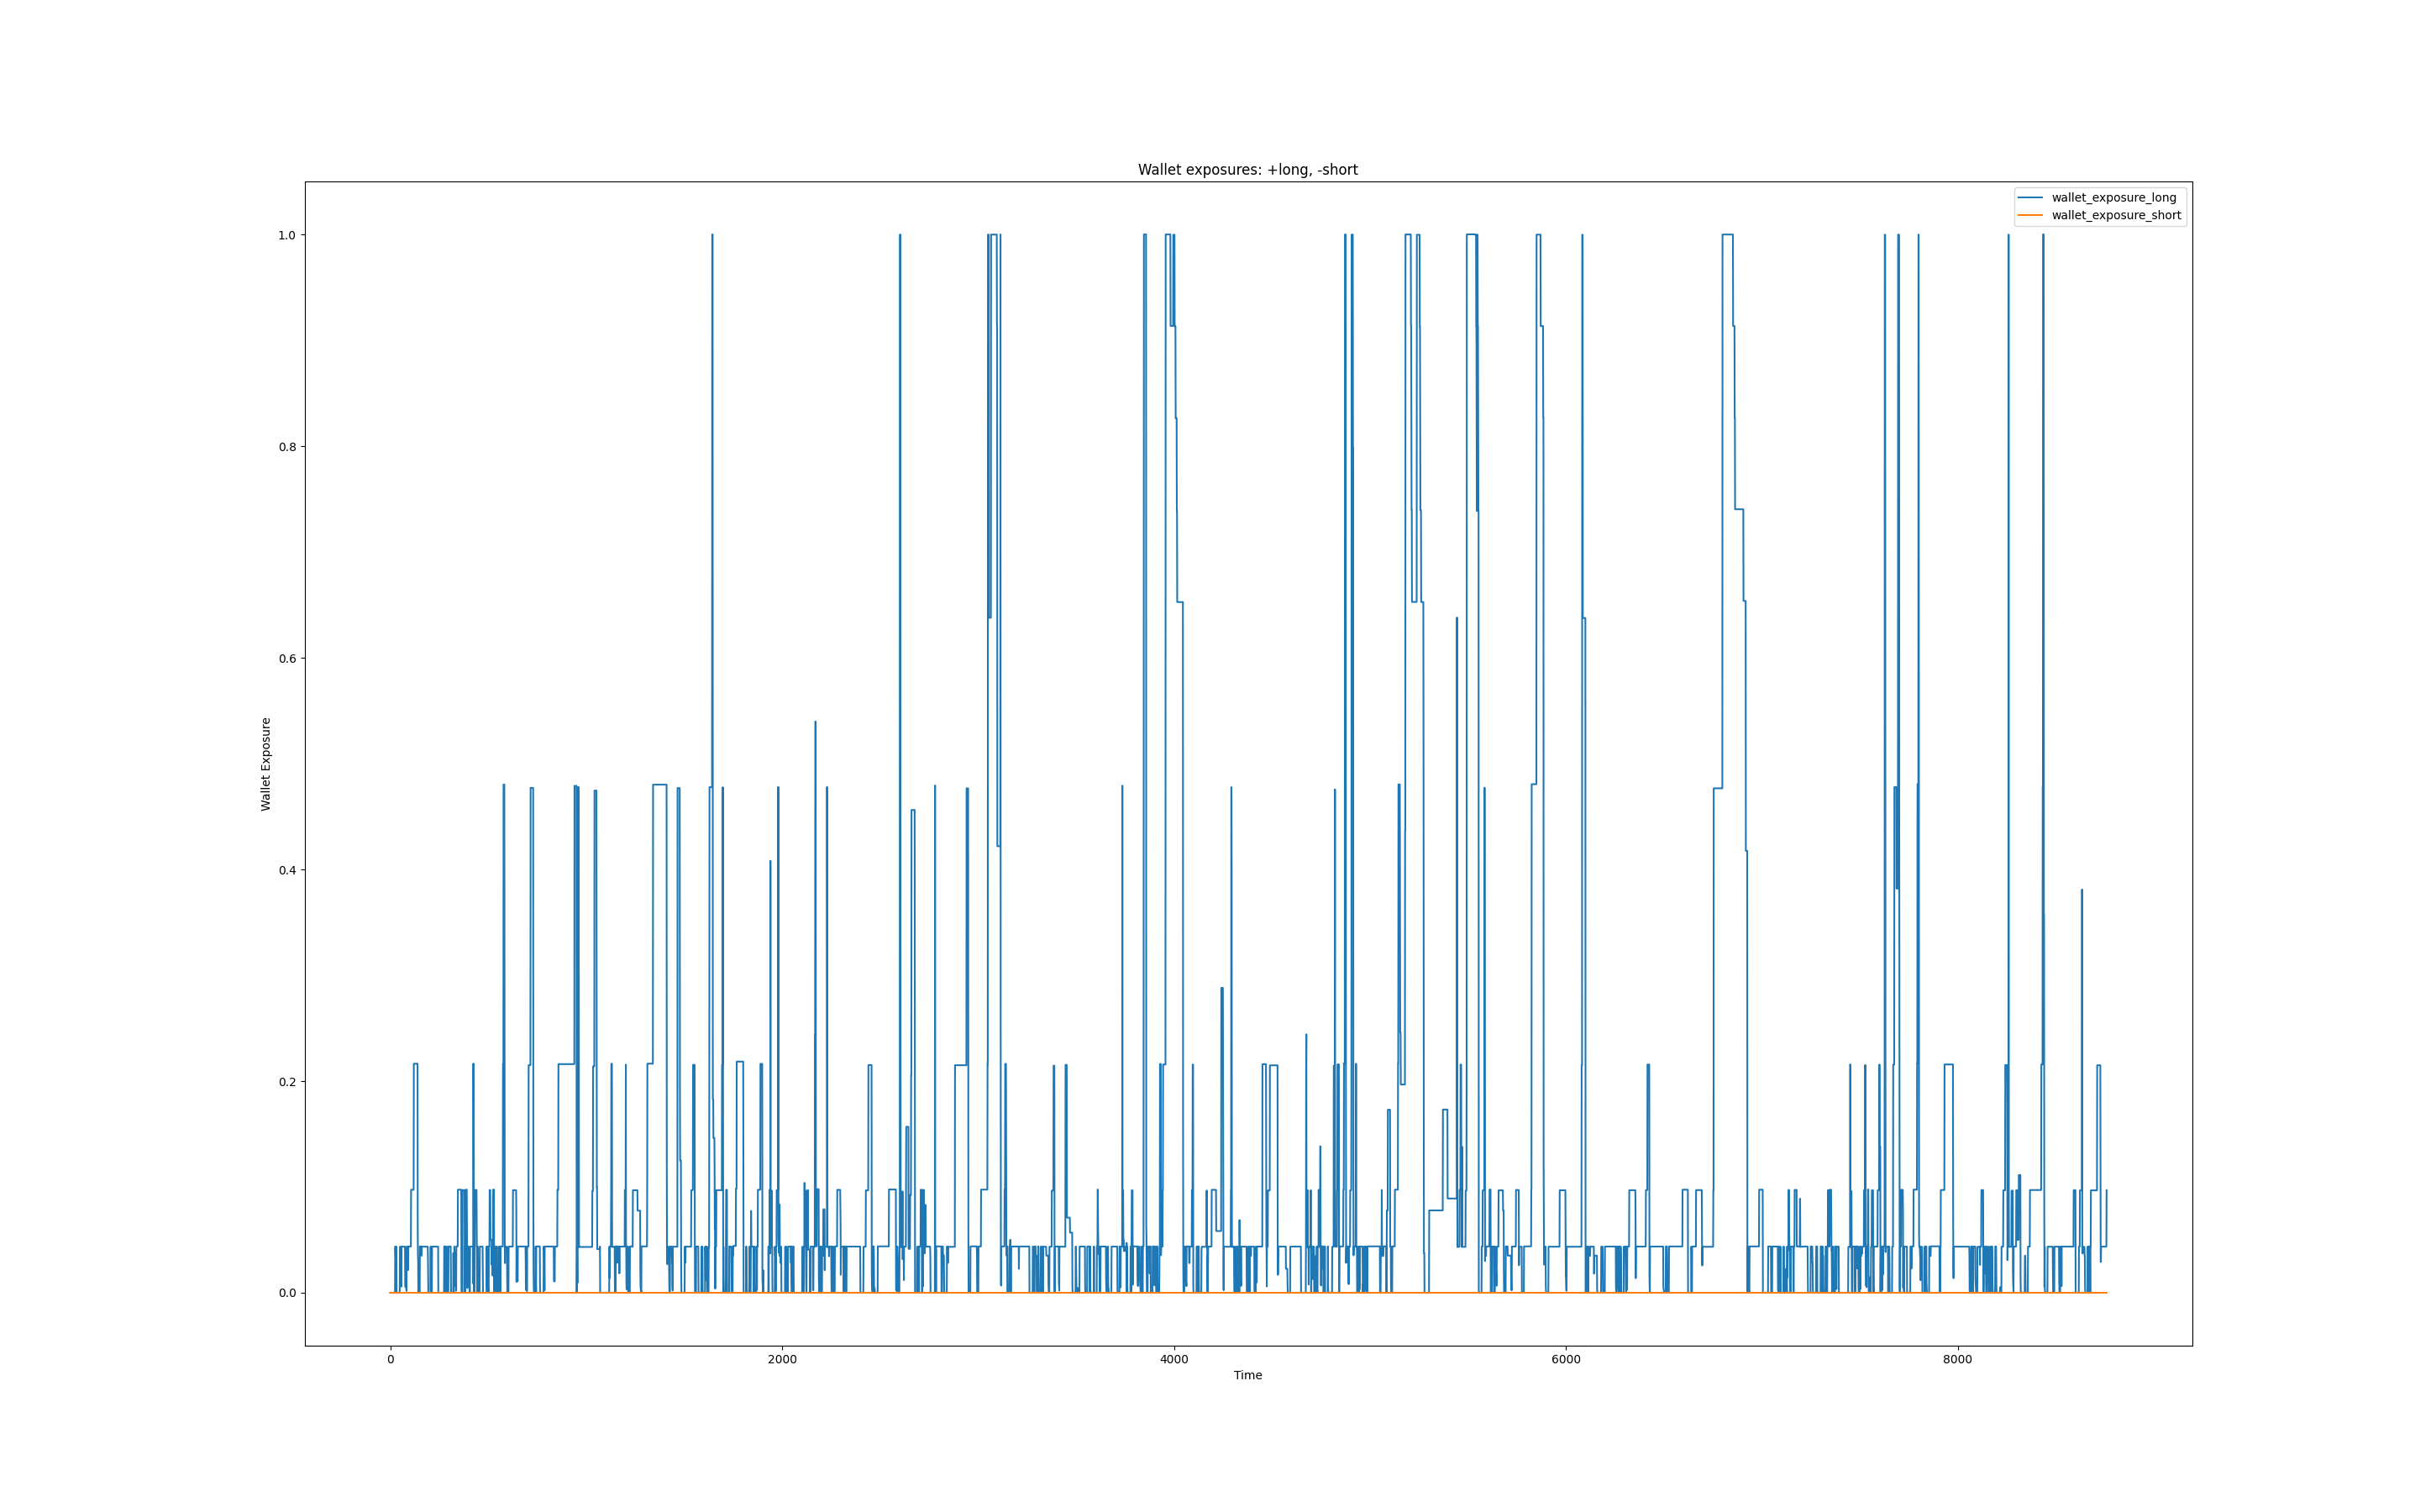 Wallet exposures: +long, -short
wallet_exposure_long
wallet_exposure_short
1.0
0.8
0.6
0.4
0.2
0.0
Wallet Exposure
0 2000 4000 6000 8000
Time